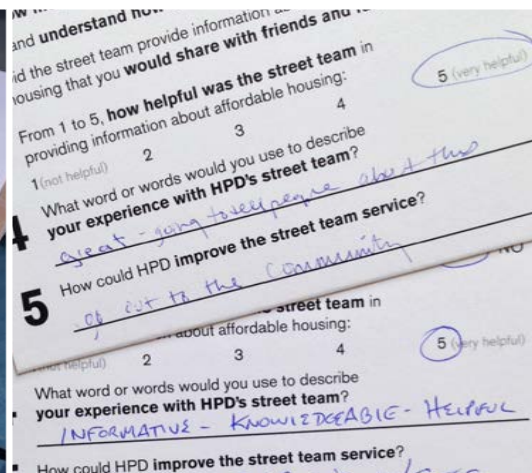 and understand how
id the street team provide information a
ousing that you would share with friends and
From 1 to 5, how helpful was the street team in
providing information about affordable housing:
1 (not helpful) 2 3 4 5 (very helpful)
4 What word or words would you use to describe
your experience with HPD's street team?
great - going to tell people about this
5 How could HPD improve the street team service?
out to the community
NO
street team in
about affordable housing:
not helpful) 2 3 4 5 (very helpful)
What word or words would you use to describe
your experience with HPD's street team?
INFORMATIVE - KNOWLEDGEABLE - HELPFUL
How could HPD improve the street team service?